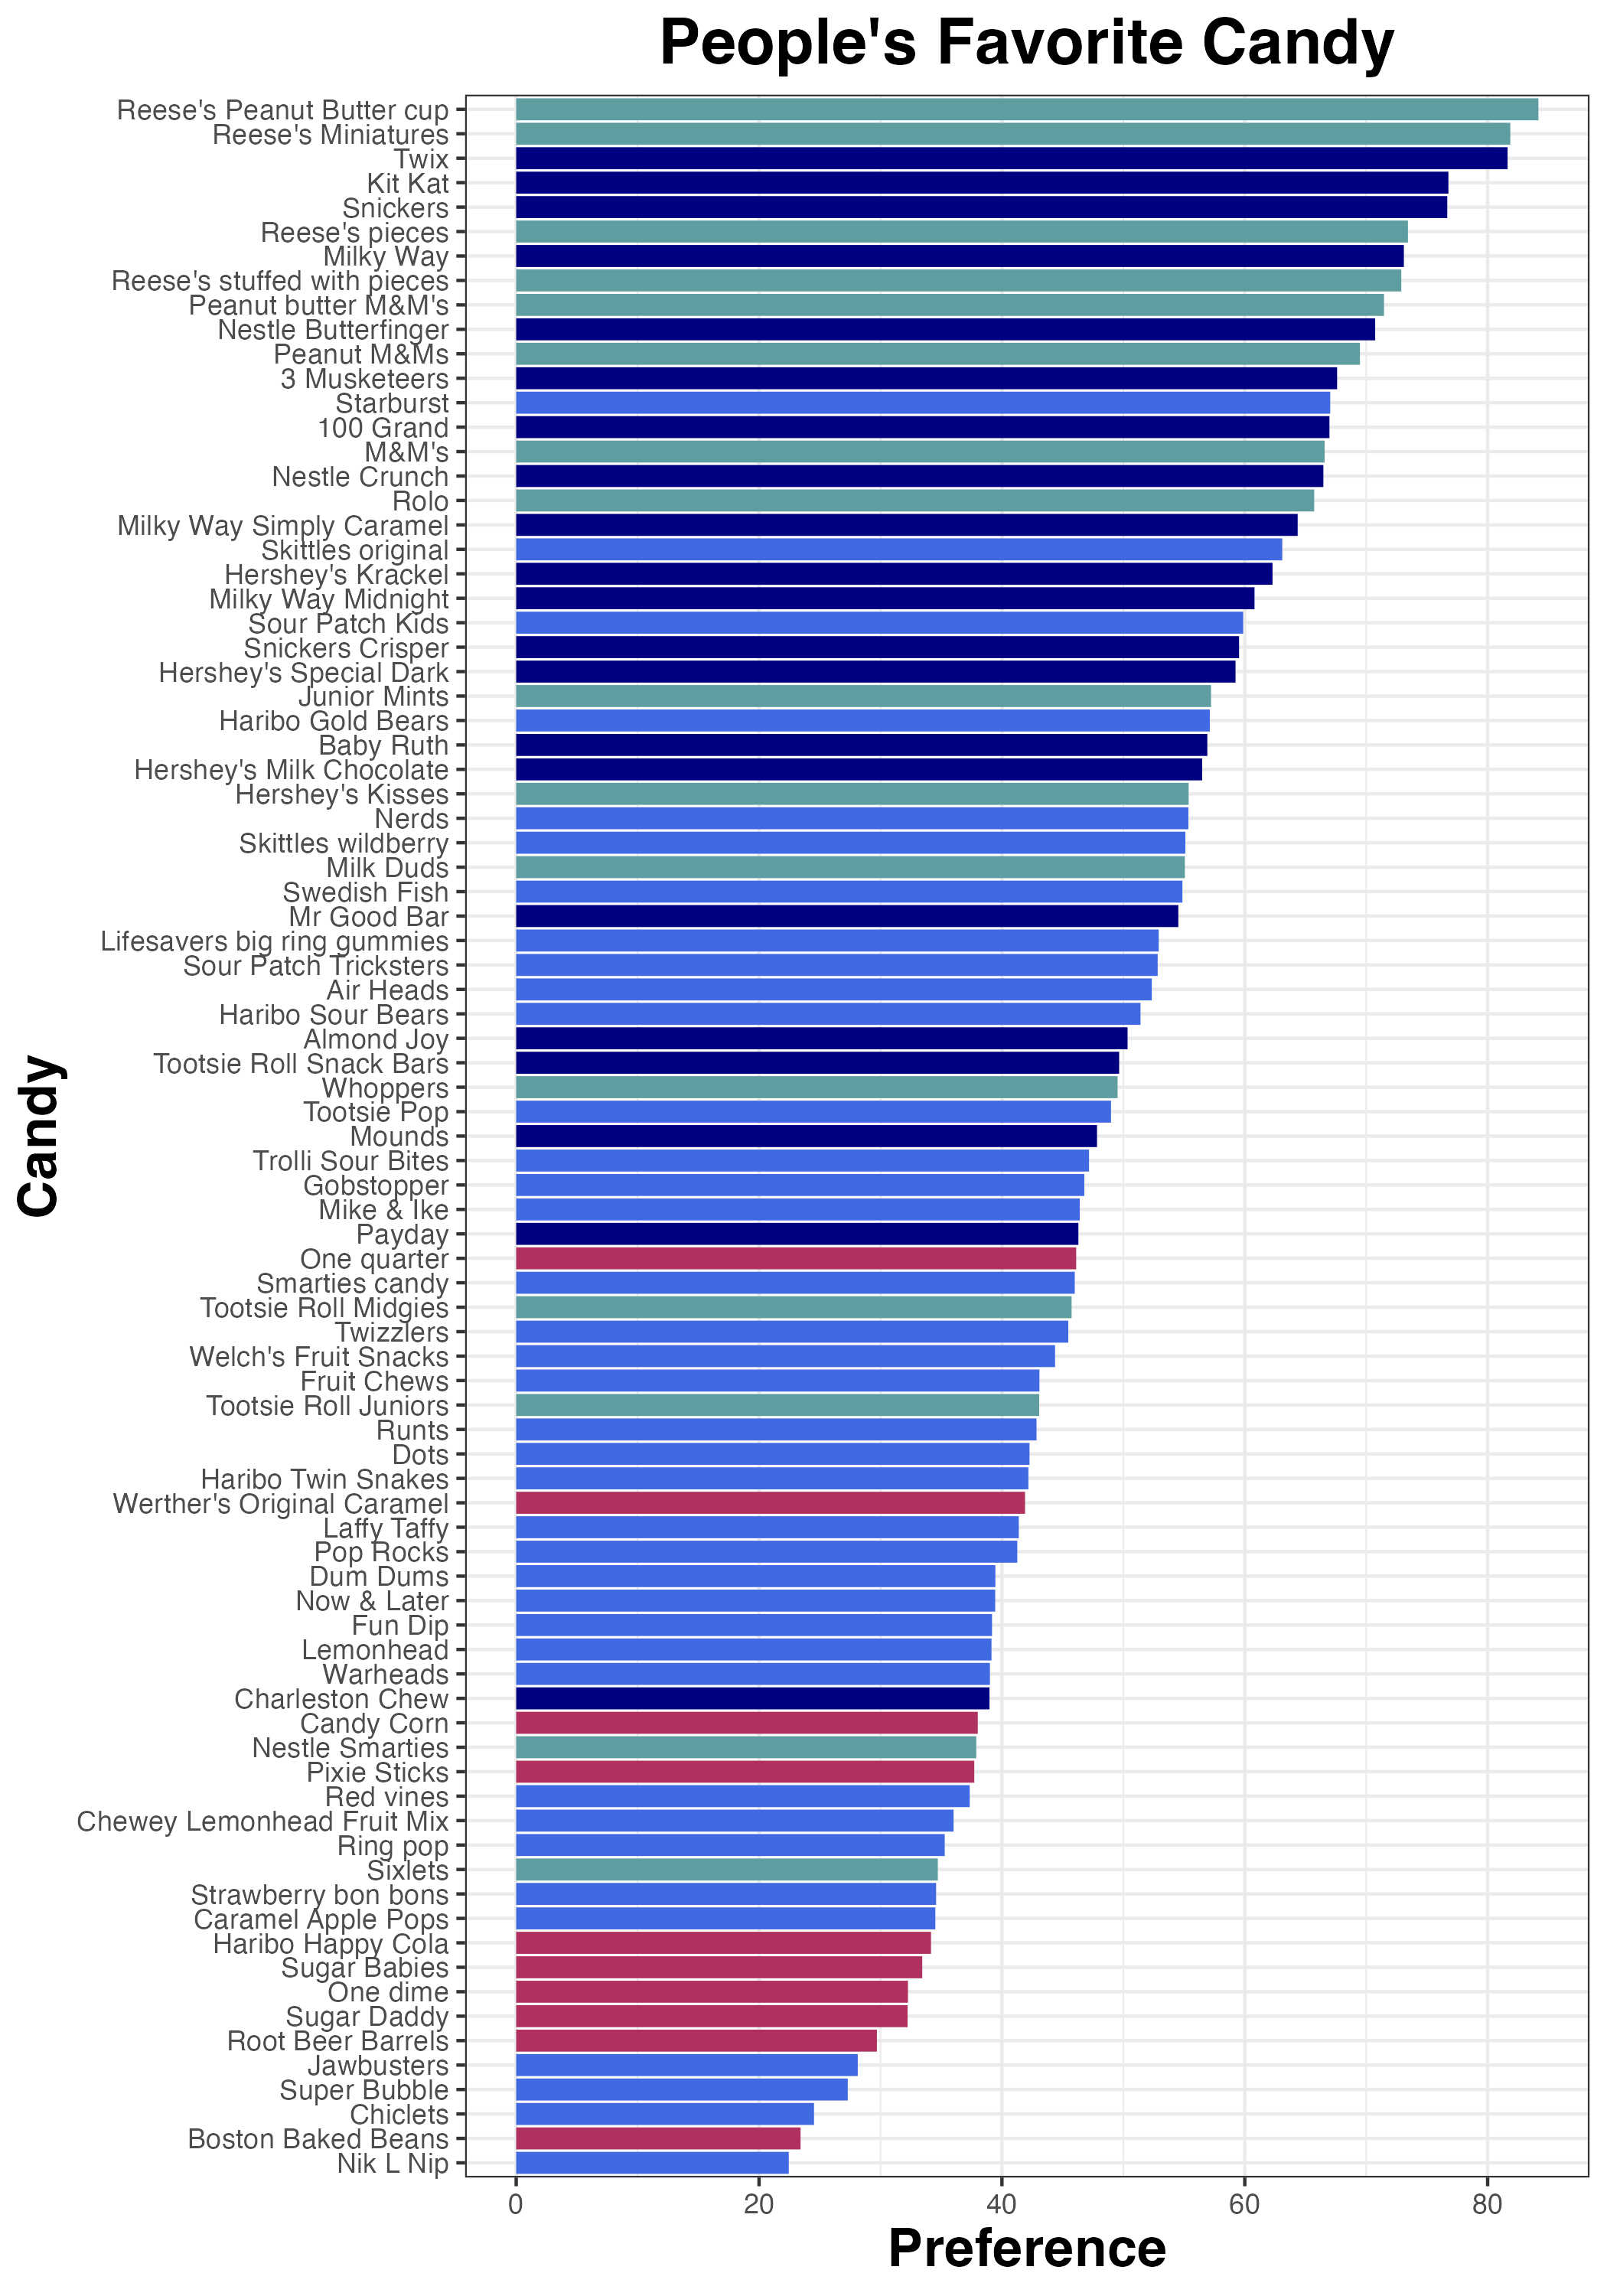 People's Favorite Candy
Reese's Peanut Butter cup
Reese's Miniatures
Twix
Kit Kat
Snickers
Reese's pieces
Milky Way
Reese's stuffed with pieces
Peanut butter M&M's
Nestle Butterfinger
Peanut M&Ms
3 Musketeers
Starburst
100 Grand
M&M's
Nestle Crunch
Rolo
Milky Way Simply Caramel
Skittles original
Hershey's Krackel
Milky Way Midnight
Sour Patch Kids
Snickers Crisper
Hershey's Special Dark
Junior Mints
Haribo Gold Bears
Baby Ruth
Hershey's Milk Chocolate
Hershey's Kisses
Nerds
Skittles wildberry
Milk Duds
Swedish Fish
Mr Good Bar
Lifesavers big ring gummies
Sour Patch Tricksters
Air Heads
Haribo Sour Bears
Almond Joy
Tootsie Roll Snack Bars
Whoppers
Tootsie Pop
Mounds
Trolli Sour Bites
Gobstopper
Mike & Ike
Payday
One quarter
Smarties candy
Tootsie Roll Midgies
Twizzlers
Welch's Fruit Snacks
Fruit Chews
Tootsie Roll Juniors
Runts
Dots
Haribo Twin Snakes
Werther's Original Caramel
Laffy Taffy
Pop Rocks
Dum Dums
Now & Later
Fun Dip
Lemonhead
Warheads
Charleston Chew
Candy Corn
Nestle Smarties
Pixie Sticks
Red vines
Chewey Lemonhead Fruit Mix
Ring pop
Sixlets
Strawberry bon bons
Caramel Apple Pops
Haribo Happy Cola
Sugar Babies
One dime
Sugar Daddy
Root Beer Barrels
Jawbusters
Super Bubble
Chiclets
Boston Baked Beans
Nik L Nip
Candy
0 20 40 60 80
Preference